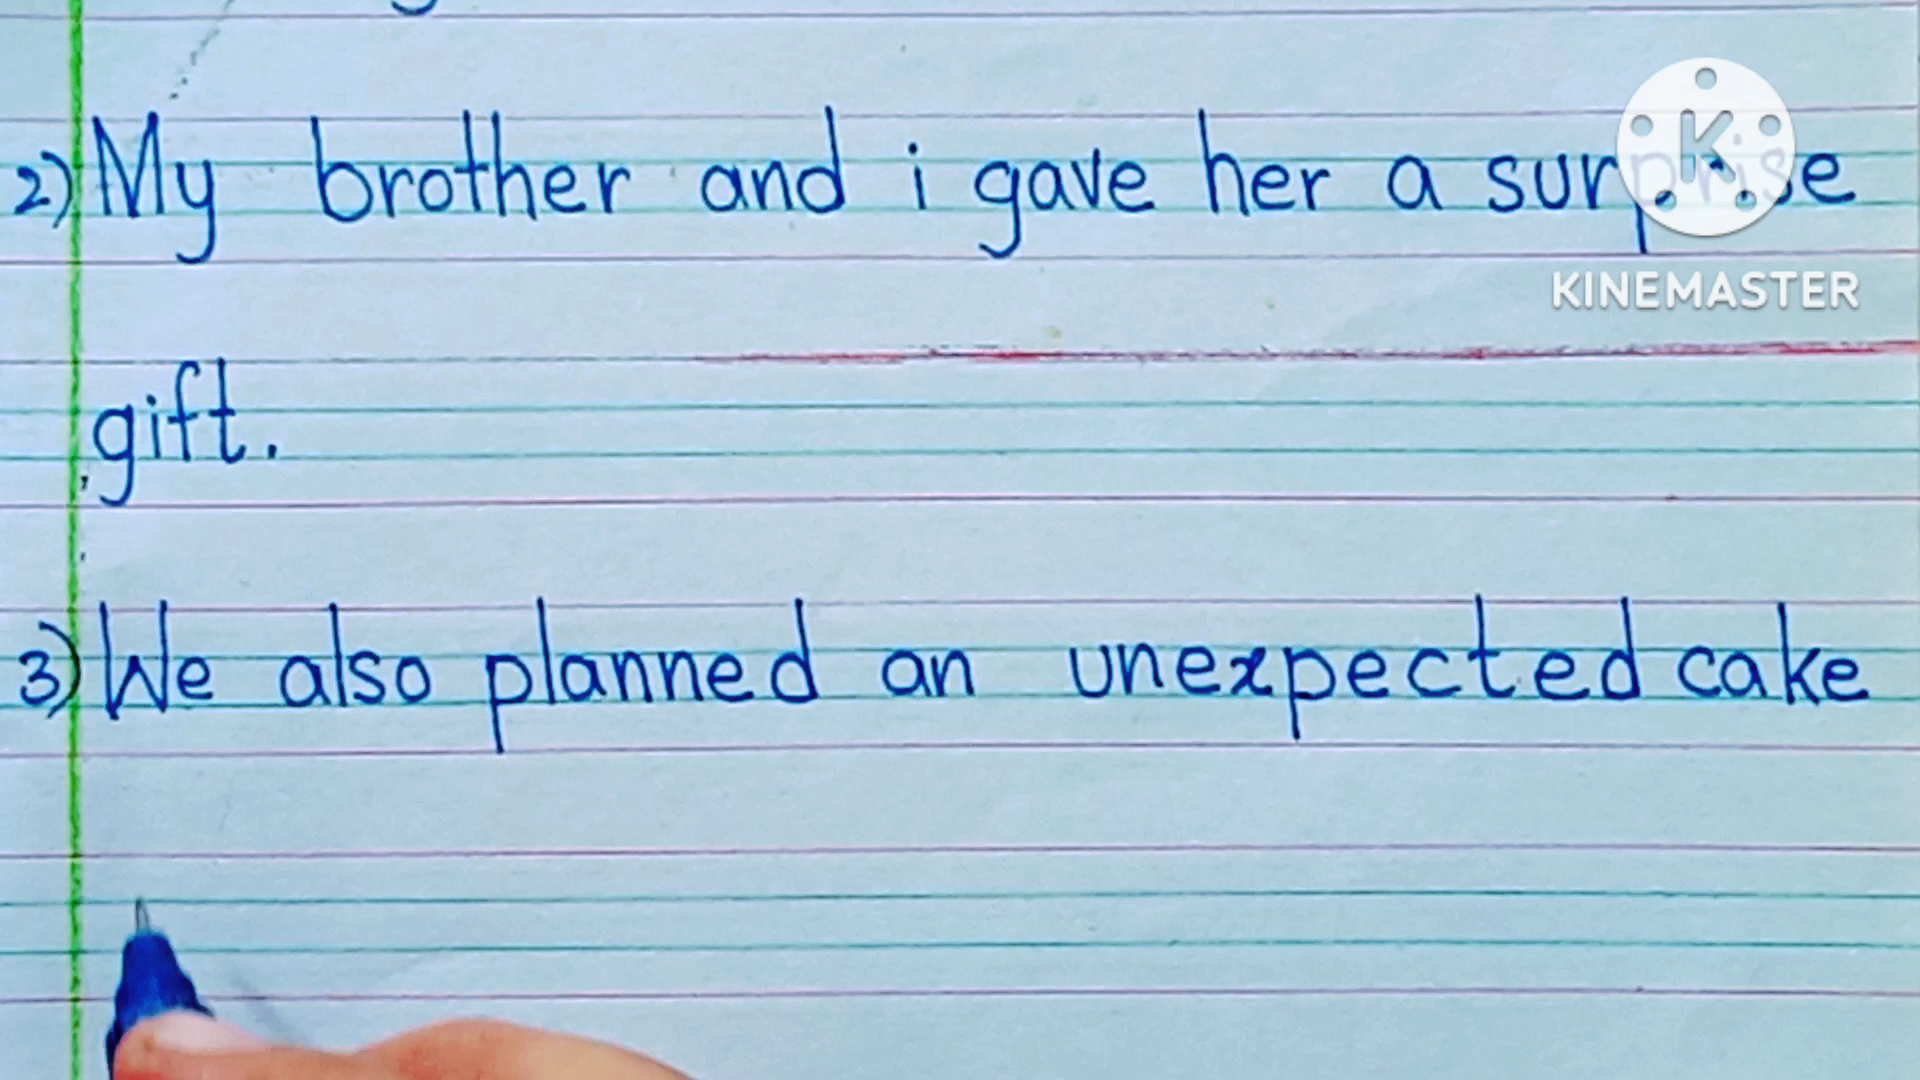 2) My brother and i gave her a surprise
KINEMASTER
gift.
3) We also planned an unexpected cake